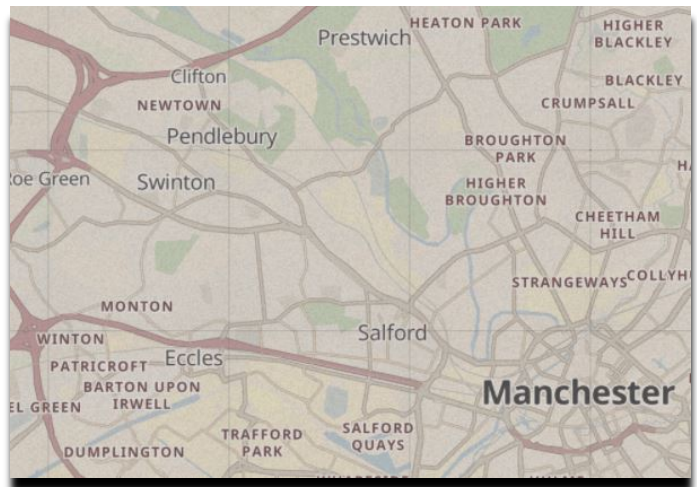 HEATON PARK
HIGHER
BLACKLEY
Prestwich
Clifton
BLACKLEY
NEWTOWN
CRUMPSALL
Pendlebury
BROUGHTON
PARK
Roe Green
Swinton
HIGHER
BROUGHTON
CHEETHAM
HILL
STRANGEWAYS
COLLYH
MONTON
WINTON
Salford
PATRICROFT
Eccles
BARTON UPON
IRWELL
EL GREEN
Manchester
TRAFFORD
PARK
SALFORD
QUAYS
DUMPLINGTON